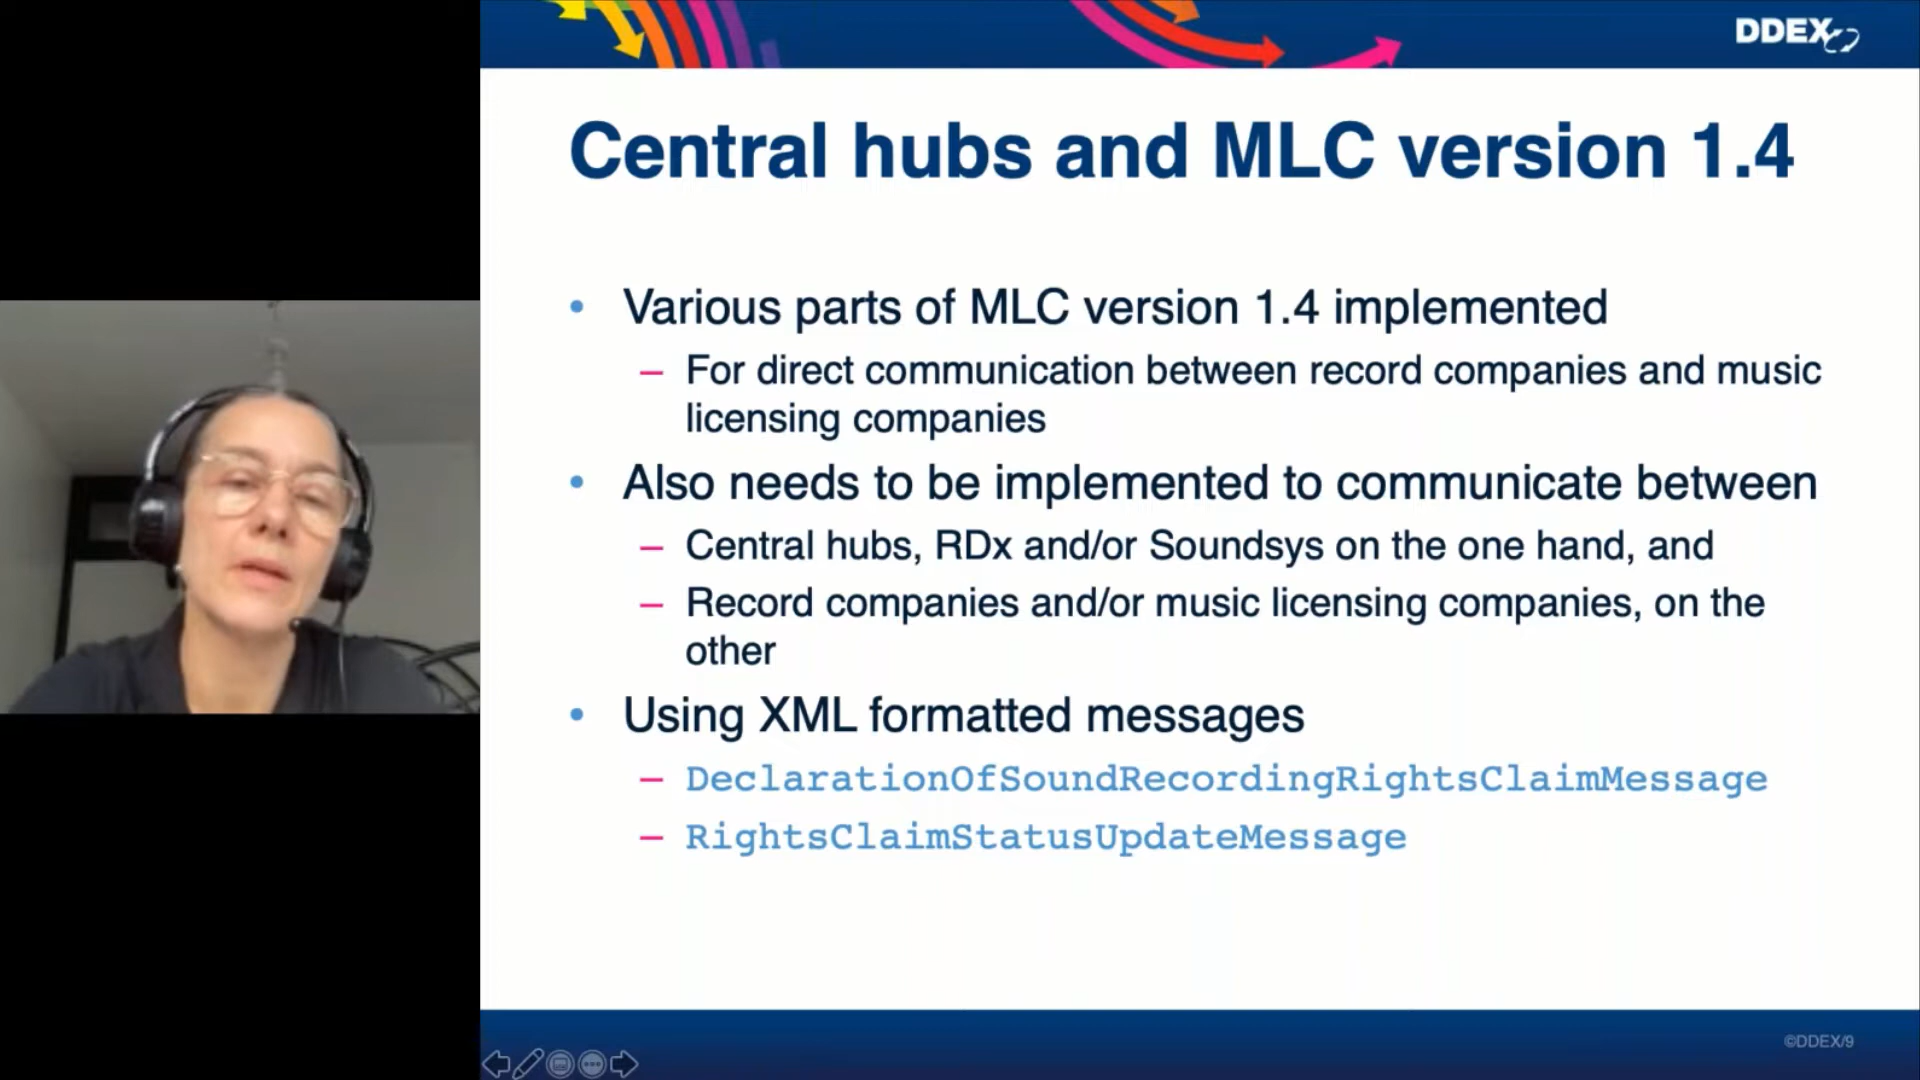 DDEX
Central hubs and MLC version 1.4
• Various parts of MLC version 1.4 implemented
– For direct communication between record companies and music
licensing companies
• Also needs to be implemented to communicate between
– Central hubs, RDx and/or Soundsys on the one hand, and
– Record companies and/or music licensing companies, on the
other
• Using XML formatted messages
– DeclarationOfSoundRecordingRightsClaimMessage
– RightsClaimStatusUpdateMessage
©DDEX/9